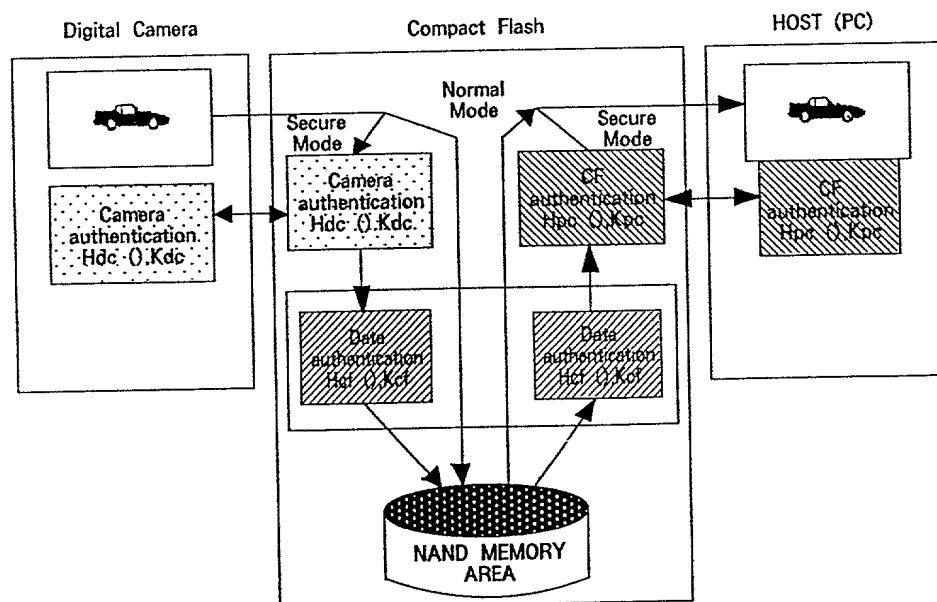 Digital Camera
Compact Flash
HOST (PC)
Normal
Mode
Secure
Mode
Secure
Mode
Camera
authentication
Hdc ().Kdc
Camera
authentication
Hdc ().Kdc
CF
authentication
Hpc ().Kpc
CF
authentication
Hpc ().Kpc
Data
authentication
Hcf ().Kcf
Data
authentication
Hcf ().Kcf
NAND MEMORY
AREA